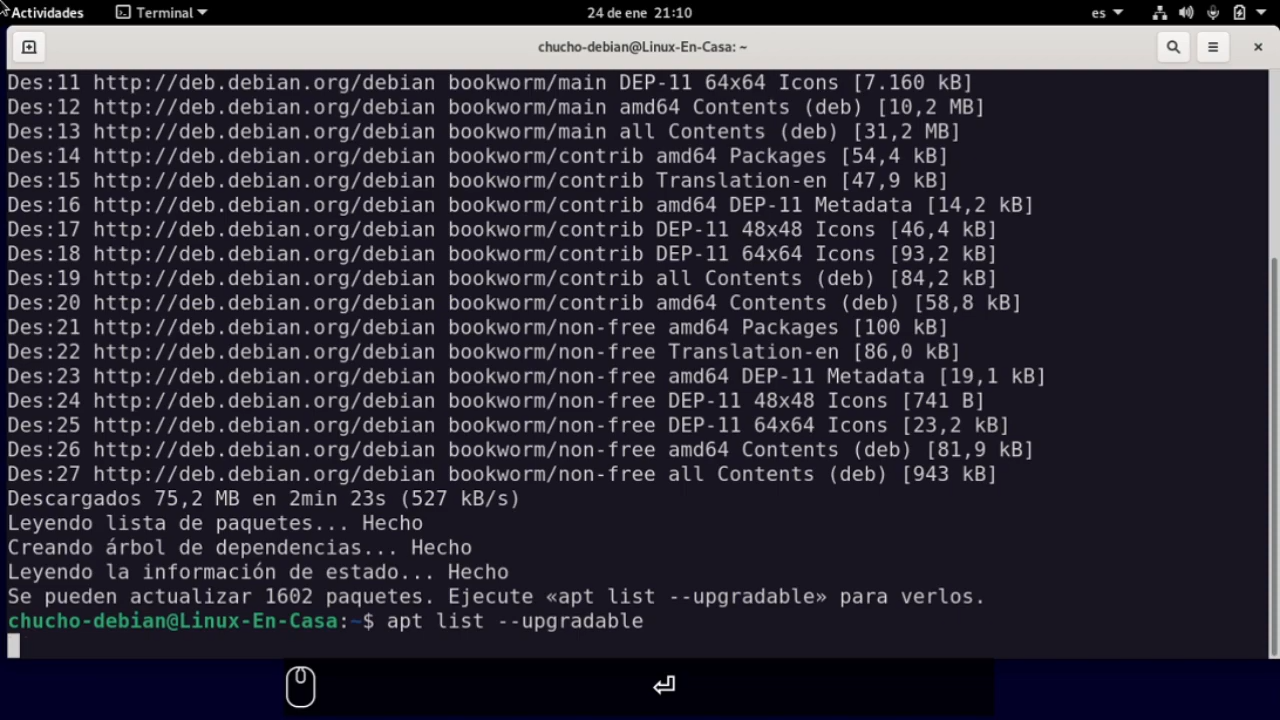 Actividades Terminal 24 de ene 21:10 es
chucho-debian@Linux-En-Casa: ~
Des:11 http://deb.debian.org/debian bookworm/main DEP-11 64x64 Icons [7.160 kB]
Des:12 http://deb.debian.org/debian bookworm/main amd64 Contents (deb) [10,2 MB]
Des:13 http://deb.debian.org/debian bookworm/main all Contents (deb) [31,2 MB]
Des:14 http://deb.debian.org/debian bookworm/contrib amd64 Packages [54,4 kB]
Des:15 http://deb.debian.org/debian bookworm/contrib Translation-en [47,9 kB]
Des:16 http://deb.debian.org/debian bookworm/contrib amd64 DEP-11 Metadata [14,2 kB]
Des:17 http://deb.debian.org/debian bookworm/contrib DEP-11 48x48 Icons [46,4 kB]
Des:18 http://deb.debian.org/debian bookworm/contrib DEP-11 64x64 Icons [93,2 kB]
Des:19 http://deb.debian.org/debian bookworm/contrib all Contents (deb) [84,2 kB]
Des:20 http://deb.debian.org/debian bookworm/contrib amd64 Contents (deb) [58,8 kB]
Des:21 http://deb.debian.org/debian bookworm/non-free amd64 Packages [100 kB]
Des:22 http://deb.debian.org/debian bookworm/non-free Translation-en [86,0 kB]
Des:23 http://deb.debian.org/debian bookworm/non-free amd64 DEP-11 Metadata [19,1 kB]
Des:24 http://deb.debian.org/debian bookworm/non-free DEP-11 48x48 Icons [741 B]
Des:25 http://deb.debian.org/debian bookworm/non-free DEP-11 64x64 Icons [23,2 kB]
Des:26 http://deb.debian.org/debian bookworm/non-free amd64 Contents (deb) [81,9 kB]
Des:27 http://deb.debian.org/debian bookworm/non-free all Contents (deb) [943 kB]
Descargados 75,2 MB en 2min 23s (527 kB/s)
Leyendo lista de paquetes... Hecho
Creando árbol de dependencias... Hecho
Leyendo la información de estado... Hecho
Se pueden actualizar 1602 paquetes. Ejecute «apt list --upgradable» para verlos.
chucho-debian@Linux-En-Casa:~$ apt list --upgradable